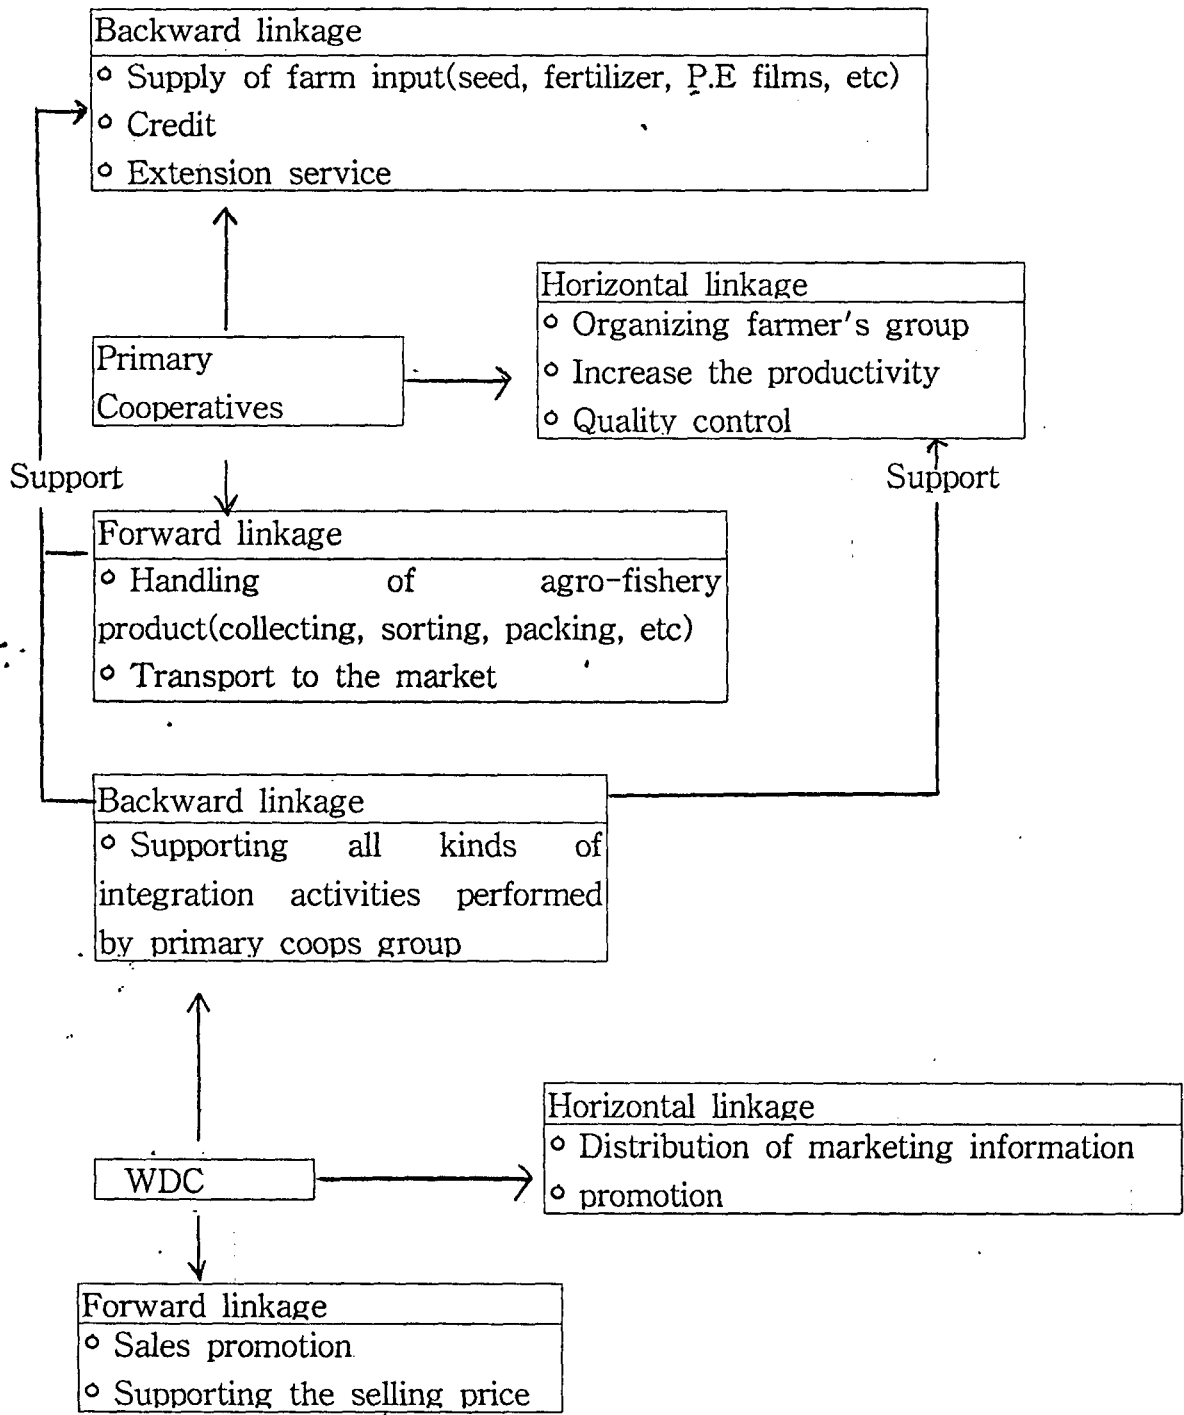 Backward linkage
° Supply of farm input(seed, fertilizer, P.E films, etc)
° Credit
° Extension service
Horizontal linkage
° Organizing farmer's group
° Increase the productivity
° Quality control
Primary
Cooperatives
Support
Support
Forward linkage
° Handling of agro-fishery
product(collecting, sorting, packing, etc)
° Transport to the market
Backward linkage
° Supporting all kinds of
integration activities performed
by primary coops group
Horizontal linkage
° Distribution of marketing information
° promotion
WDC
Forward linkage
° Sales promotion
° Supporting the selling price